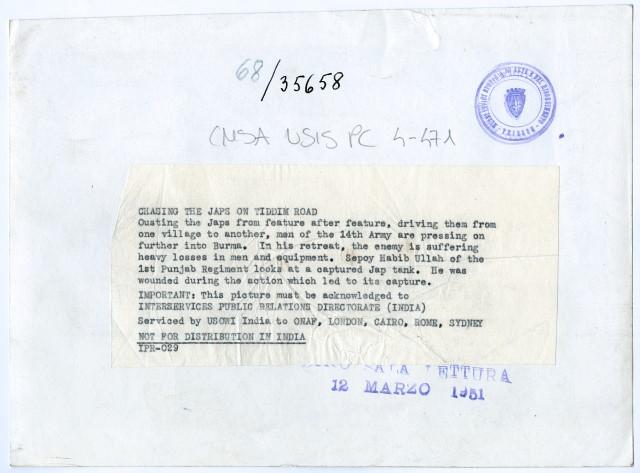 68/35658
CMSA USIS PC 4-471
CHASING THE JAPS ON TIDDIM ROAD
Ousting the Japs from feature after feature, driving them from
one village to another, men of the 14th Army are pressing on
further into Burma. In his retreat, the enemy is suffering
heavy losses in men and equipment. Sepoy Habib Ullah of the
1st Punjab Regiment looks at a captured Jap tank. He was
wounded during the action which led to its capture.
IMPORTANT: This picture must be acknowledged to
INTERSERVICES PUBLIC RELATIONS DIRECTORATE (INDIA)
Serviced by USOWI India to ONAF, LONDON, CAIRO, ROME, SYDNEY
NOT FOR DISTRIBUTION IN INDIA
IPR-029
SALA LETTURA
12 MARZO 1951